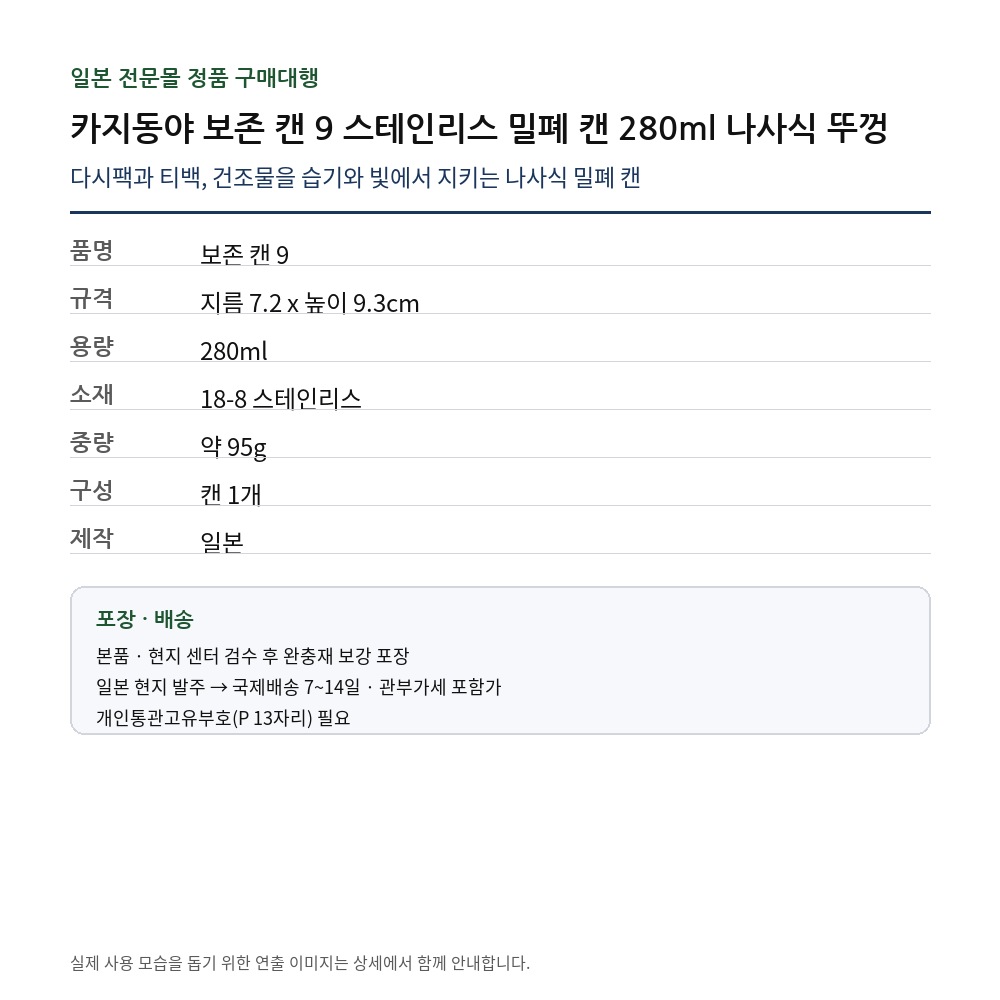 일본 전문몰 정품 구매대행
카지동야 보존 캔 9 스테인리스 밀폐 캔 280ml 나사식 뚜껑
다시팩과 티백, 건조물을 습기와 빛에서 지키는 나사식 밀폐 캔
품명 보존 캔 9
규격 지름 7.2 x 높이 9.3cm
용량 280ml
소재 18-8 스테인리스
중량 약 95g
구성 캔 1개
제작 일본
포장 · 배송
본품 · 현지 센터 검수 후 완충재 보강 포장
일본 현지 발주 → 국제배송 7~14일 · 관부가세 포함가
개인통관고유부호(P 13자리) 필요
실제 사용 모습을 돕기 위한 연출 이미지는 상세에서 함께 안내합니다.